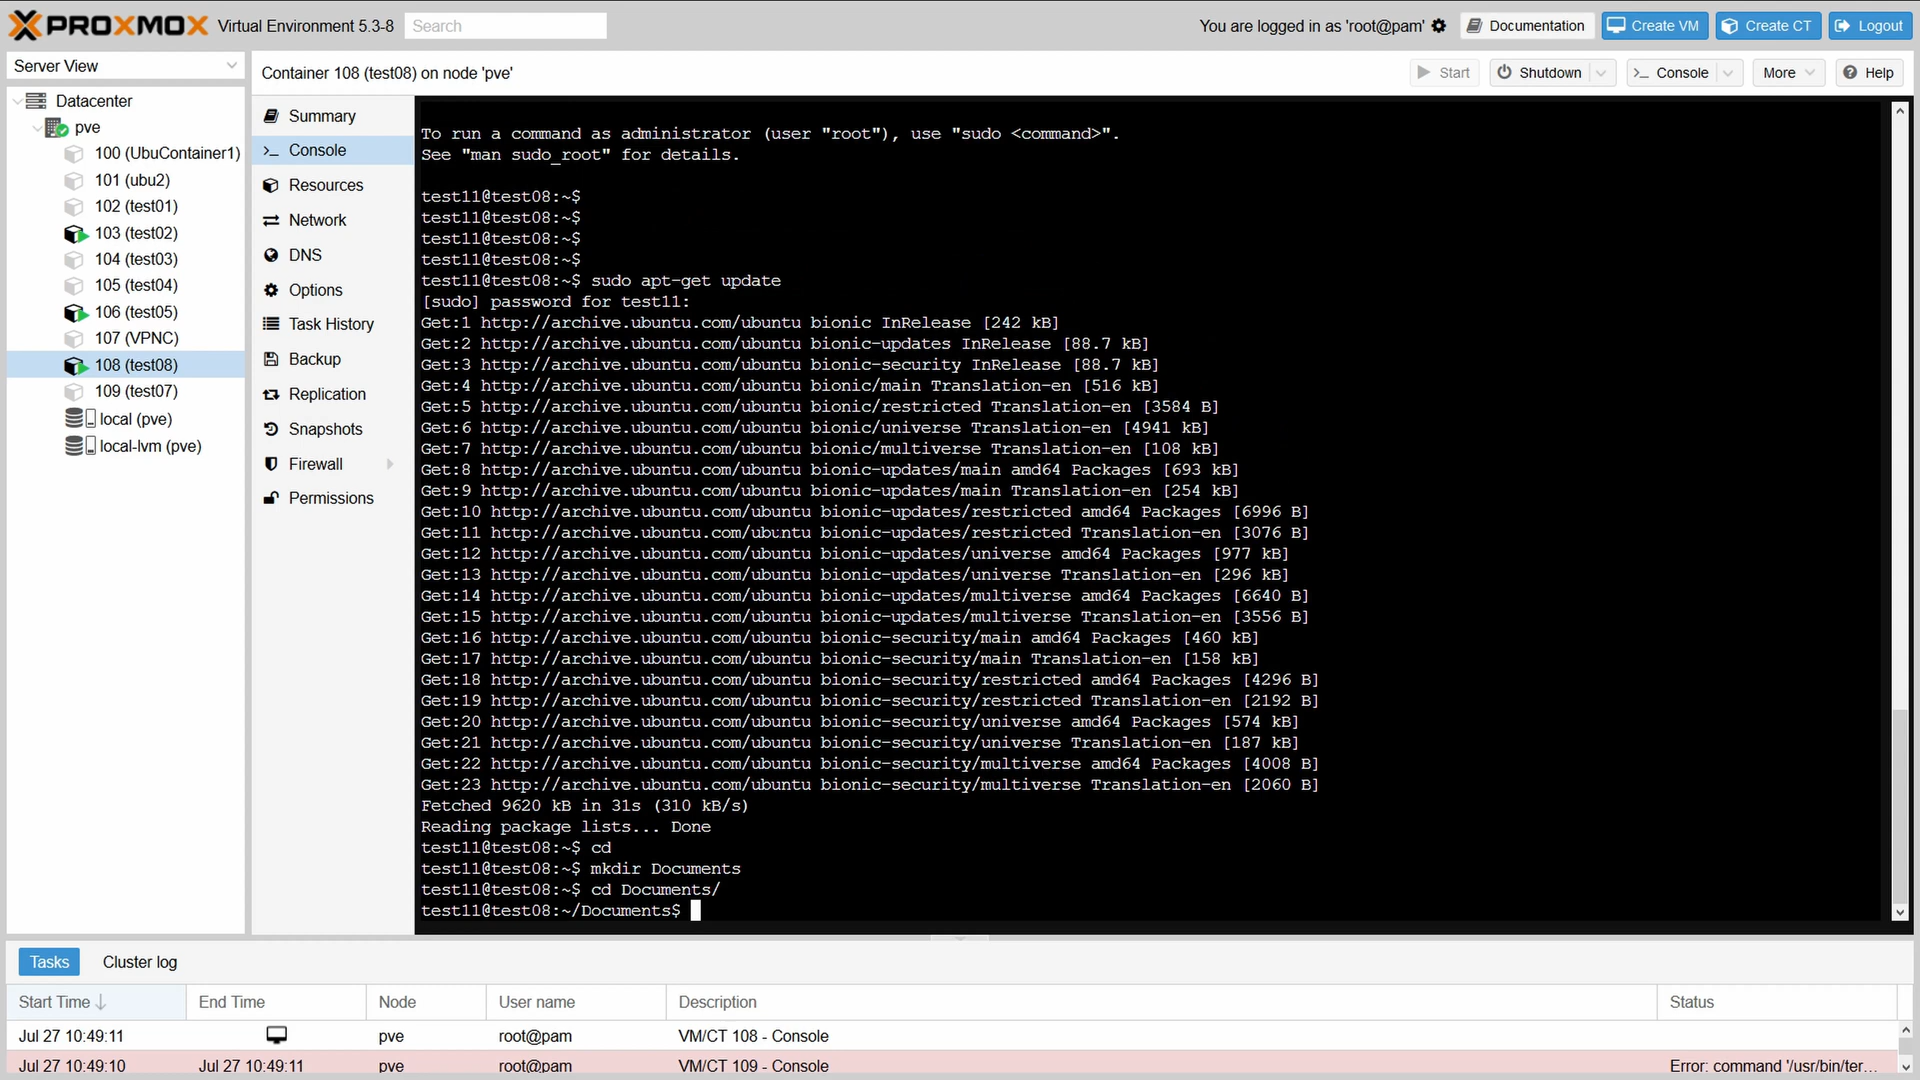 PROXMOX Virtual Environment 5.3-8 Search You are logged in as 'root@pam' Documentation Create VM Create CT Logout
Server View
Container 108 (test08) on node 'pve' Start Shutdown Console More Help
Datacenter
pve
100 (UbuContainer1)
101 (ubu2)
102 (test01)
103 (test02)
104 (test03)
105 (test04)
106 (test05)
107 (VPNC)
108 (test08)
109 (test07)
local (pve)
local-lvm (pve)
Summary
Console
Resources
Network
DNS
Options
Task History
Backup
Replication
Snapshots
Firewall
Permissions
To run a command as administrator (user "root"), use "sudo <command>".
See "man sudo_root" for details.
test11@test08:~$
test11@test08:~$
test11@test08:~$
test11@test08:~$
test11@test08:~$ sudo apt-get update
[sudo] password for test11:
Get:1 http://archive.ubuntu.com/ubuntu bionic InRelease [242 kB]
Get:2 http://archive.ubuntu.com/ubuntu bionic-updates InRelease [88.7 kB]
Get:3 http://archive.ubuntu.com/ubuntu bionic-security InRelease [88.7 kB]
Get:4 http://archive.ubuntu.com/ubuntu bionic/main Translation-en [516 kB]
Get:5 http://archive.ubuntu.com/ubuntu bionic/restricted Translation-en [3584 B]
Get:6 http://archive.ubuntu.com/ubuntu bionic/universe Translation-en [4941 kB]
Get:7 http://archive.ubuntu.com/ubuntu bionic/multiverse Translation-en [108 kB]
Get:8 http://archive.ubuntu.com/ubuntu bionic-updates/main amd64 Packages [693 kB]
Get:9 http://archive.ubuntu.com/ubuntu bionic-updates/main Translation-en [254 kB]
Get:10 http://archive.ubuntu.com/ubuntu bionic-updates/restricted amd64 Packages [6996 B]
Get:11 http://archive.ubuntu.com/ubuntu bionic-updates/restricted Translation-en [3076 B]
Get:12 http://archive.ubuntu.com/ubuntu bionic-updates/universe amd64 Packages [977 kB]
Get:13 http://archive.ubuntu.com/ubuntu bionic-updates/universe Translation-en [296 kB]
Get:14 http://archive.ubuntu.com/ubuntu bionic-updates/multiverse amd64 Packages [6640 B]
Get:15 http://archive.ubuntu.com/ubuntu bionic-updates/multiverse Translation-en [3556 B]
Get:16 http://archive.ubuntu.com/ubuntu bionic-security/main amd64 Packages [460 kB]
Get:17 http://archive.ubuntu.com/ubuntu bionic-security/main Translation-en [158 kB]
Get:18 http://archive.ubuntu.com/ubuntu bionic-security/restricted amd64 Packages [4296 B]
Get:19 http://archive.ubuntu.com/ubuntu bionic-security/restricted Translation-en [2192 B]
Get:20 http://archive.ubuntu.com/ubuntu bionic-security/universe amd64 Packages [574 kB]
Get:21 http://archive.ubuntu.com/ubuntu bionic-security/universe Translation-en [187 kB]
Get:22 http://archive.ubuntu.com/ubuntu bionic-security/multiverse amd64 Packages [4008 B]
Get:23 http://archive.ubuntu.com/ubuntu bionic-security/multiverse Translation-en [2060 B]
Fetched 9620 kB in 31s (310 kB/s)
Reading package lists... Done
test11@test08:~$ cd
test11@test08:~$ mkdir Documents
test11@test08:~$ cd Documents/
test11@test08:~/Documents$
Tasks Cluster log
Start Time End Time Node User name Description Status
Jul 27 10:49:11 pve root@pam VM/CT 108 - Console
Jul 27 10:49:10 Jul 27 10:49:11 pve root@pam VM/CT 109 - Console Error: command '/usr/bin/ter...